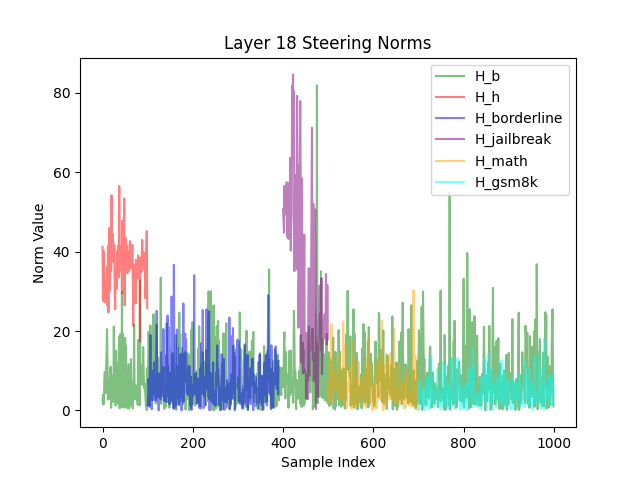 Layer 18 Steering Norms
H_b
H_h
H_borderline
H_jailbreak
H_math
H_gsm8k
Norm Value
80
60
40
20
0
0
200
400
600
800
1000
Sample Index